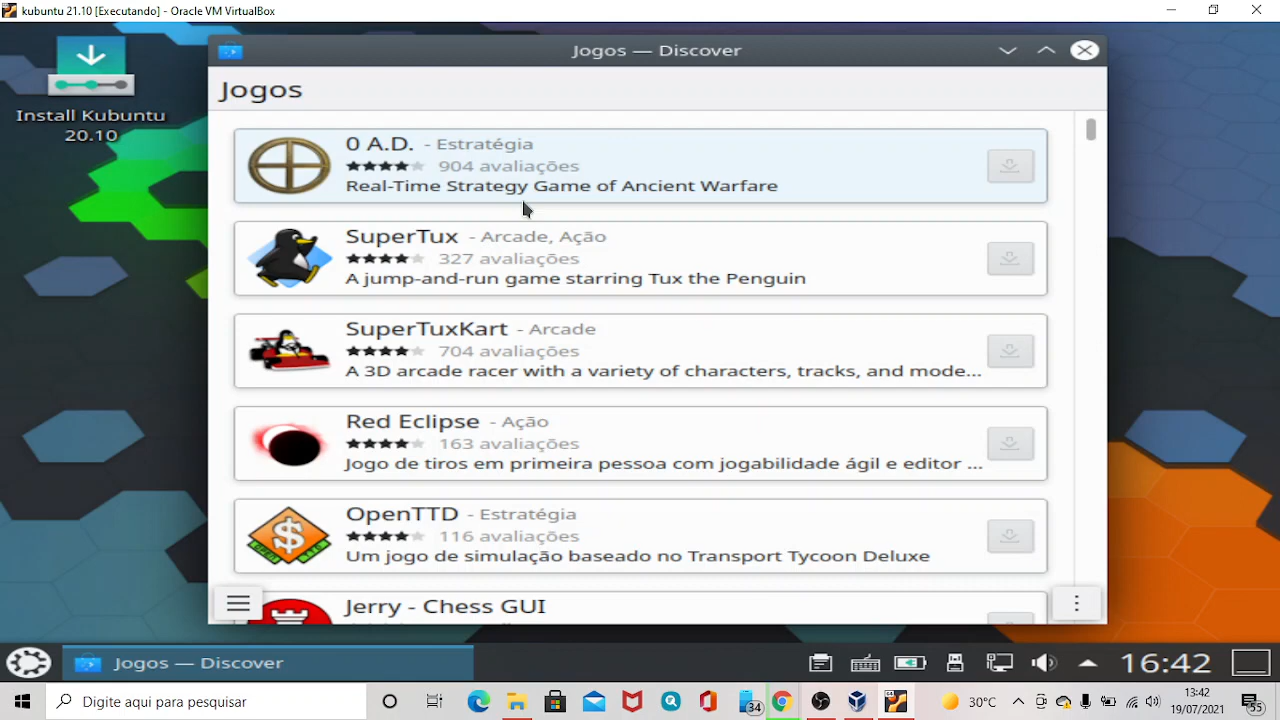 kubuntu 21.10 [Executando] - Oracle VM VirtualBox
Install Kubuntu
20.10
Jogos — Discover
Jogos
0 A.D. - Estratégia
904 avaliações
Real-Time Strategy Game of Ancient Warfare
SuperTux - Arcade, Ação
327 avaliações
A jump-and-run game starring Tux the Penguin
SuperTuxKart - Arcade
704 avaliações
A 3D arcade racer with a variety of characters, tracks, and mode...
Red Eclipse - Ação
163 avaliações
Jogo de tiros em primeira pessoa com jogabilidade ágil e editor ...
OpenTTD - Estratégia
116 avaliações
Um jogo de simulação baseado no Transport Tycoon Deluxe
Jerry - Chess GUI
Jogos — Discover
16:42
Digite aqui para pesquisar
34
30°C
13:42
19/07/2021
55